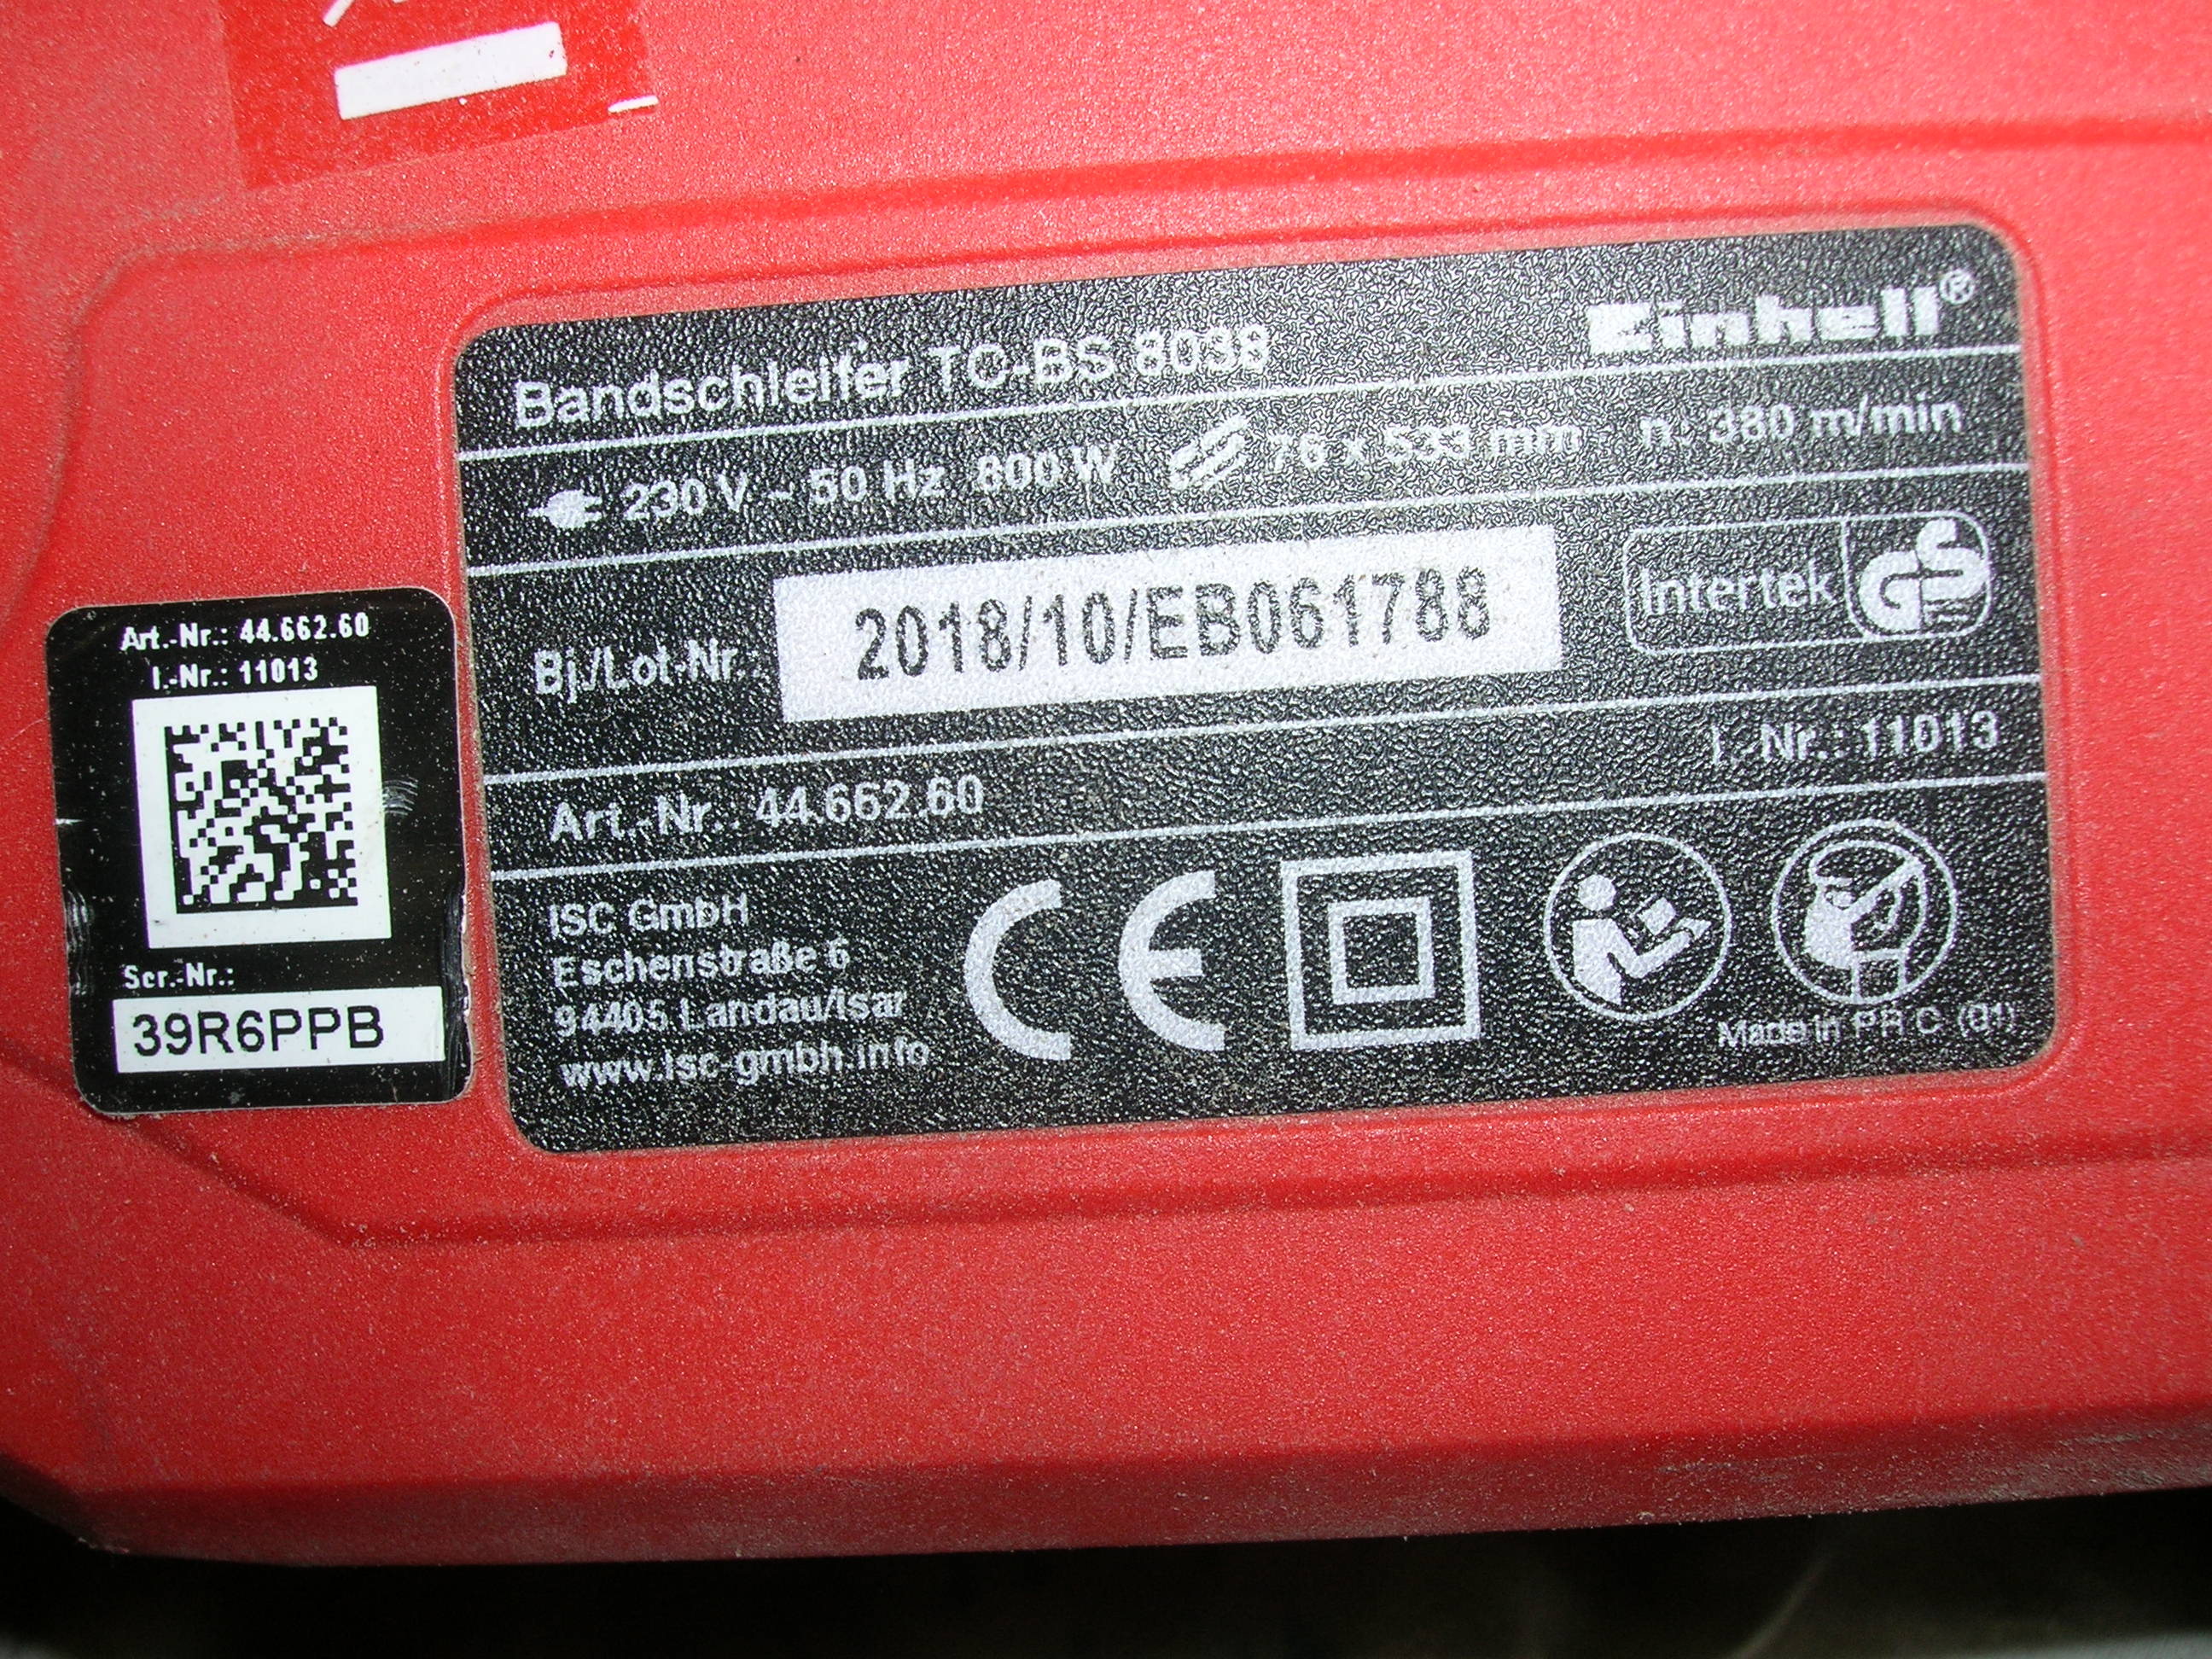 Einhell®
Bandschleifer TC-BS 8038
230 V ~ 50 Hz 800 W 76 x 533 mm n: 380 m/min
Bj./Lot-Nr.: 2018/10/EB061788
Intertek GS
I.-Nr.: 11013
Art.-Nr.: 44.662.60
ISC GmbH
Eschenstraße 6
94405 Landau/Isar
www.isc-gmbh.info
CE
Made in PRC (01)
Art.-Nr.: 44.662.60
I.-Nr.: 11013
Ser.-Nr.:
39R6PPB